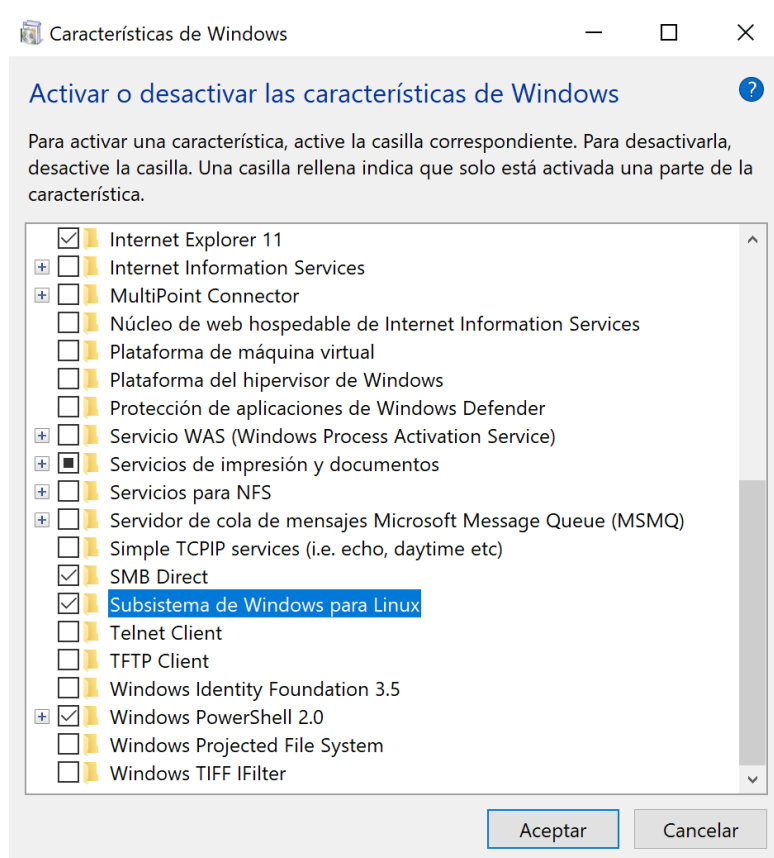 Características de Windows
Activar o desactivar las características de Windows
?
Para activar una característica, active la casilla correspondiente. Para desactivarla,
desactive la casilla. Una casilla rellena indica que solo está activada una parte de la
característica.
Internet Explorer 11
Internet Information Services
MultiPoint Connector
Núcleo de web hospedable de Internet Information Services
Plataforma de máquina virtual
Plataforma del hipervisor de Windows
Protección de aplicaciones de Windows Defender
Servicio WAS (Windows Process Activation Service)
Servicios de impresión y documentos
Servicios para NFS
Servidor de cola de mensajes Microsoft Message Queue (MSMQ)
Simple TCPIP services (i.e. echo, daytime etc)
SMB Direct
Subsistema de Windows para Linux
Telnet Client
TFTP Client
Windows Identity Foundation 3.5
Windows PowerShell 2.0
Windows Projected File System
Windows TIFF IFilter
Aceptar Cancelar